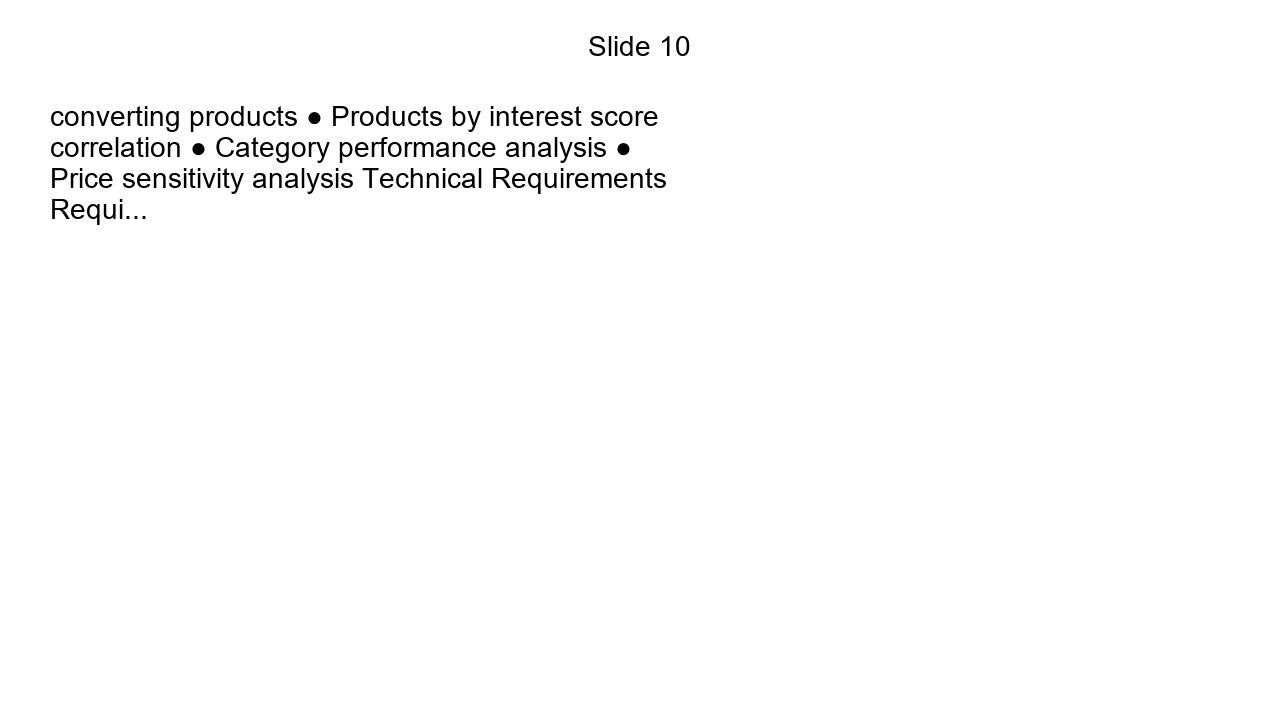 Slide 10
converting products ● Products by interest score
correlation ● Category performance analysis ●
Price sensitivity analysis Technical Requirements
Requi...